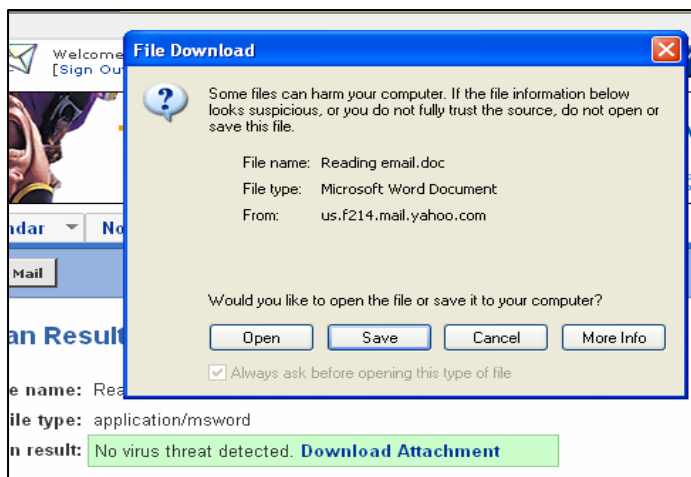 Welcome
[Sign Out
File Download
Some files can harm your computer. If the file information below
looks suspicious, or you do not fully trust the source, do not open or
save this file.
File name: Reading email.doc
File type: Microsoft Word Document
From: us.f214.mail.yahoo.com
ndar No
Mail
Would you like to open the file or save it to your computer?
Open Save Cancel More Info
Always ask before opening this type of file
an Result
e name: Rea
ile type: application/msword
n result: No virus threat detected. Download Attachment